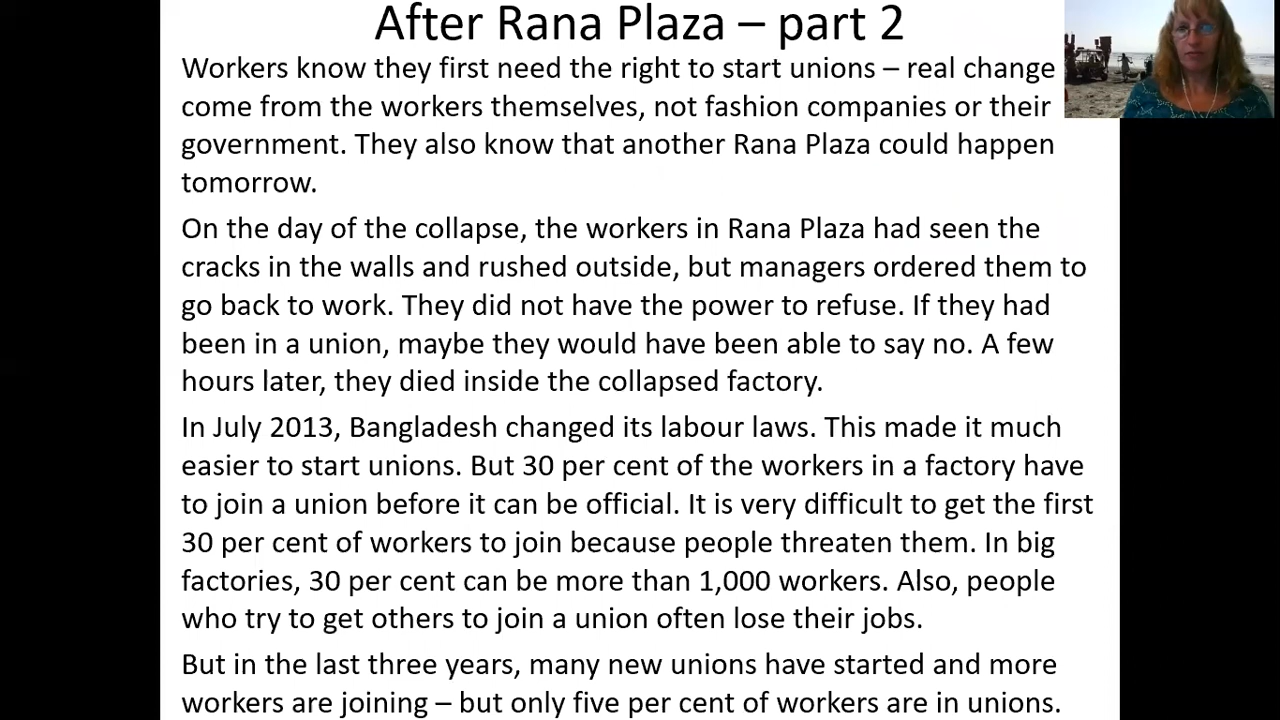 After Rana Plaza – part 2
Workers know they first need the right to start unions – real change
come from the workers themselves, not fashion companies or their
government. They also know that another Rana Plaza could happen
tomorrow.
On the day of the collapse, the workers in Rana Plaza had seen the
cracks in the walls and rushed outside, but managers ordered them to
go back to work. They did not have the power to refuse. If they had
been in a union, maybe they would have been able to say no. A few
hours later, they died inside the collapsed factory.
In July 2013, Bangladesh changed its labour laws. This made it much
easier to start unions. But 30 per cent of the workers in a factory have
to join a union before it can be official. It is very difficult to get the first
30 per cent of workers to join because people threaten them. In big
factories, 30 per cent can be more than 1,000 workers. Also, people
who try to get others to join a union often lose their jobs.
But in the last three years, many new unions have started and more
workers are joining – but only five per cent of workers are in unions.